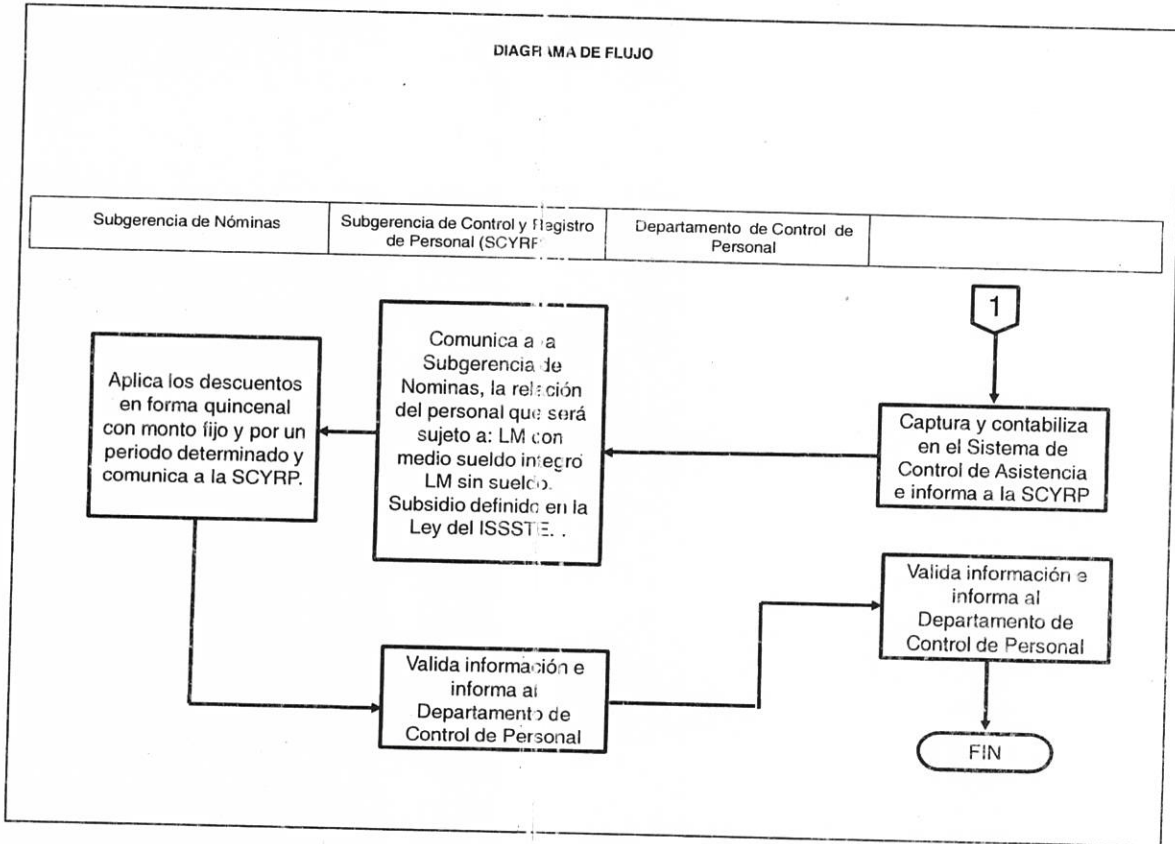 DIAGRAMA DE FLUJO
Subgerencia de Nóminas
Subgerencia de Control y Registro
de Personal (SCYRP
Departamento de Control de
Personal
1
Comunica a la
Subgerencia de
Nominas, la relación
del personal que será
sujeto a: LM con
medio sueldo integro
LM sin sueldo.
Subsidio definido en la
Ley del ISSSTE. .
Aplica los descuentos
en forma quincenal
con monto fijo y por un
periodo determinado y
comunica a la SCYRP.
Captura y contabiliza
en el Sistema de
Control de Asistencia
e informa a la SCYRP
Valida información e
informa al
Departamento de
Control de Personal
Valida información e
informa al
Departamento de
Control de Personal
FIN